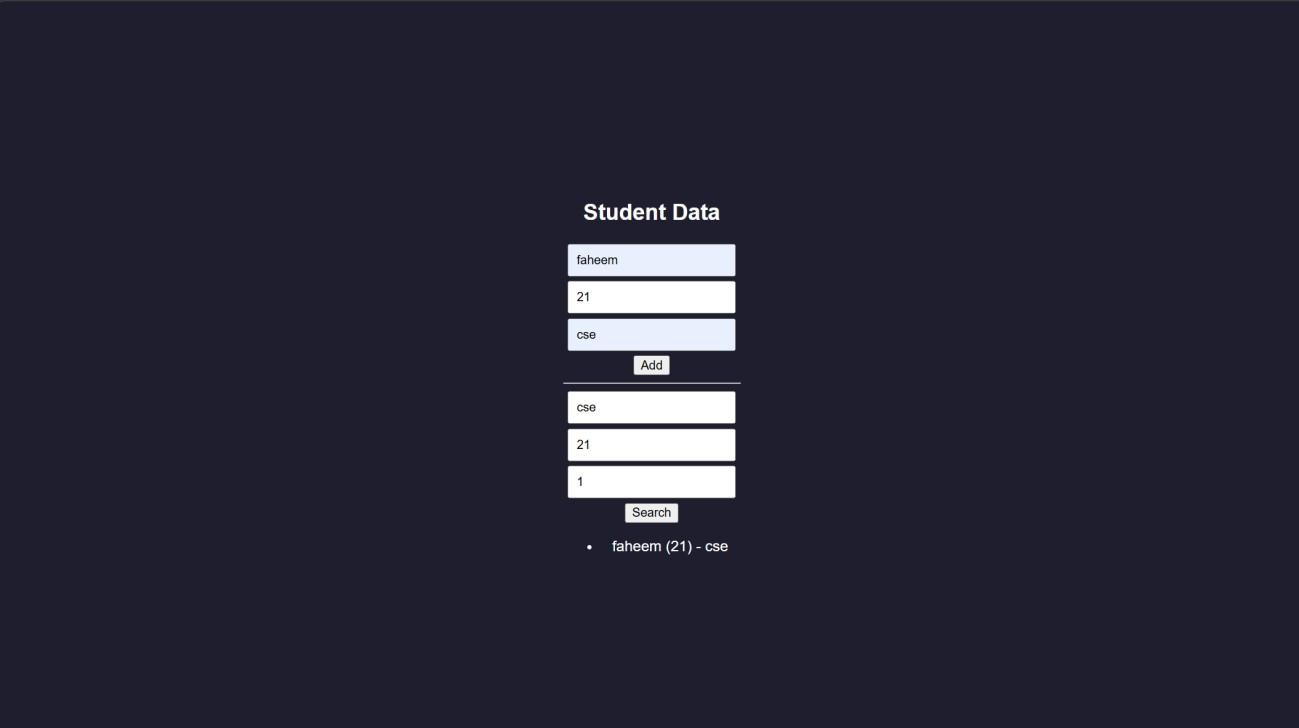 Student Data
faheem
21
cse
Add
cse
21
1
Search
• faheem (21) - cse